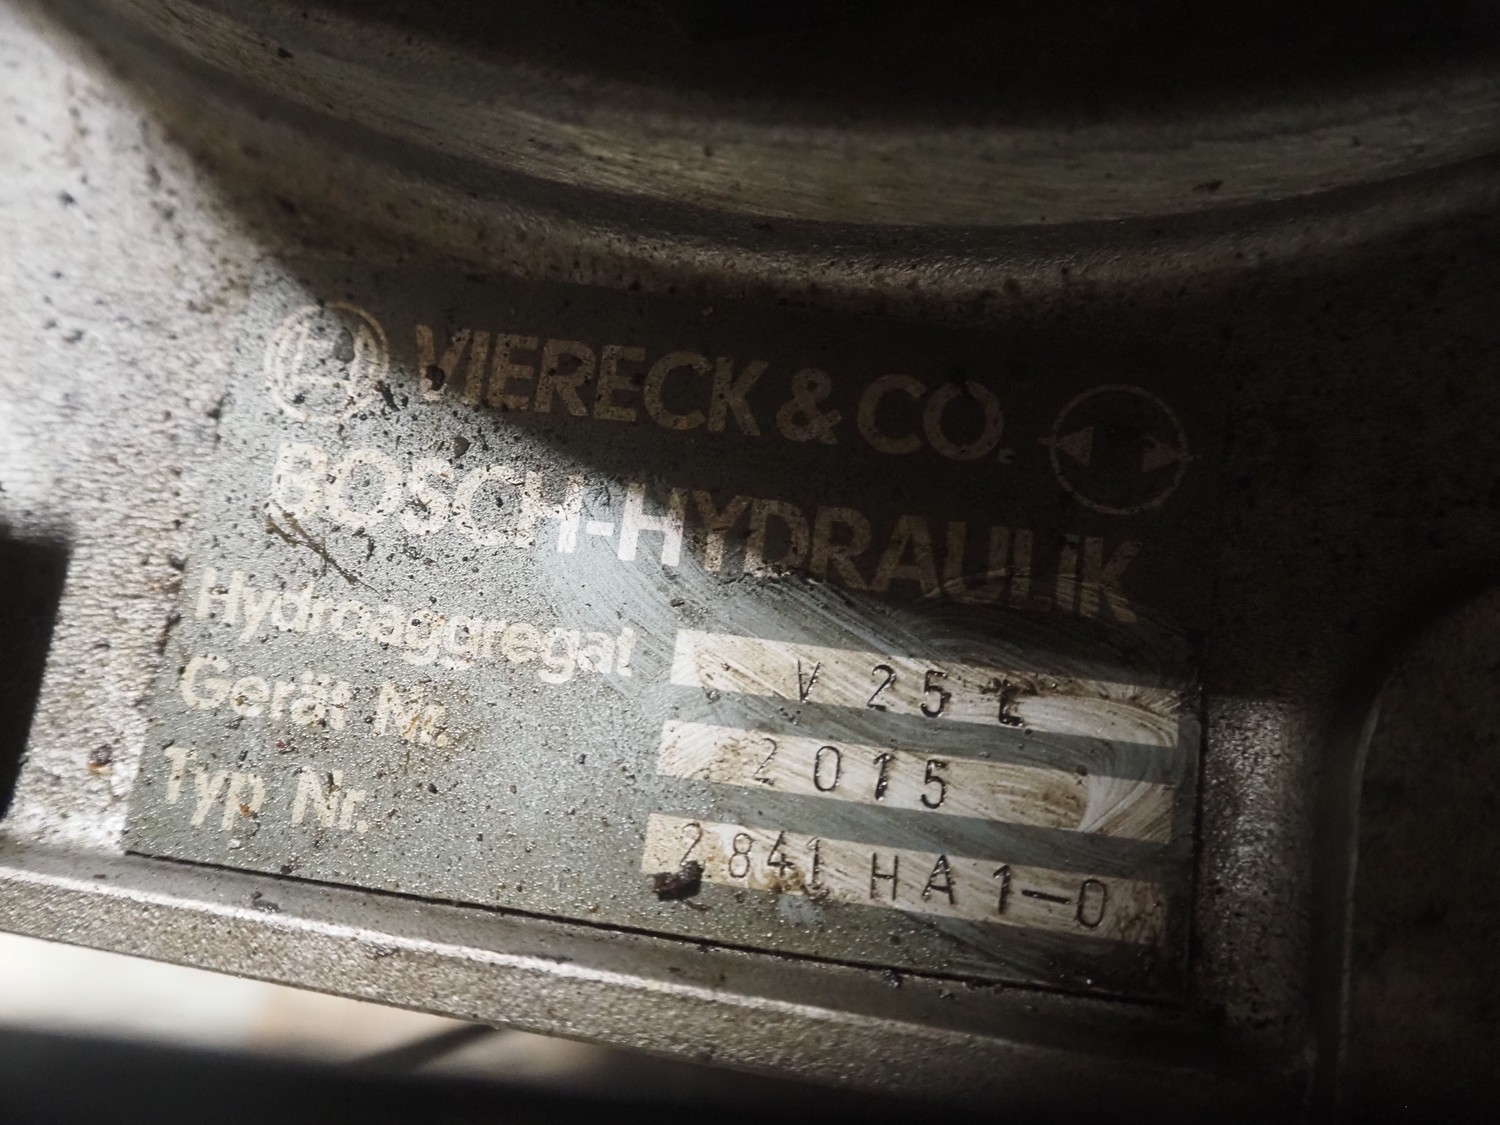 VIERECK & CO.
BOSCH-HYDRAULIK
Hydroaggregat V 25 L
Gerät Nr. 2015
Typ Nr. 2841 HA 1-0